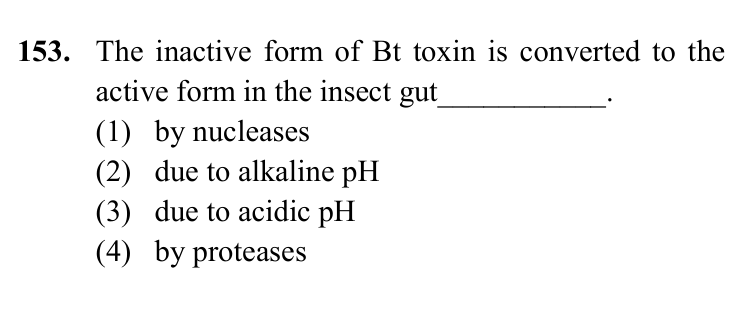 153. The inactive form of Bt toxin is converted to the
active form in the insect gut____________.
(1) by nucleases
(2) due to alkaline pH
(3) due to acidic pH
(4) by proteases